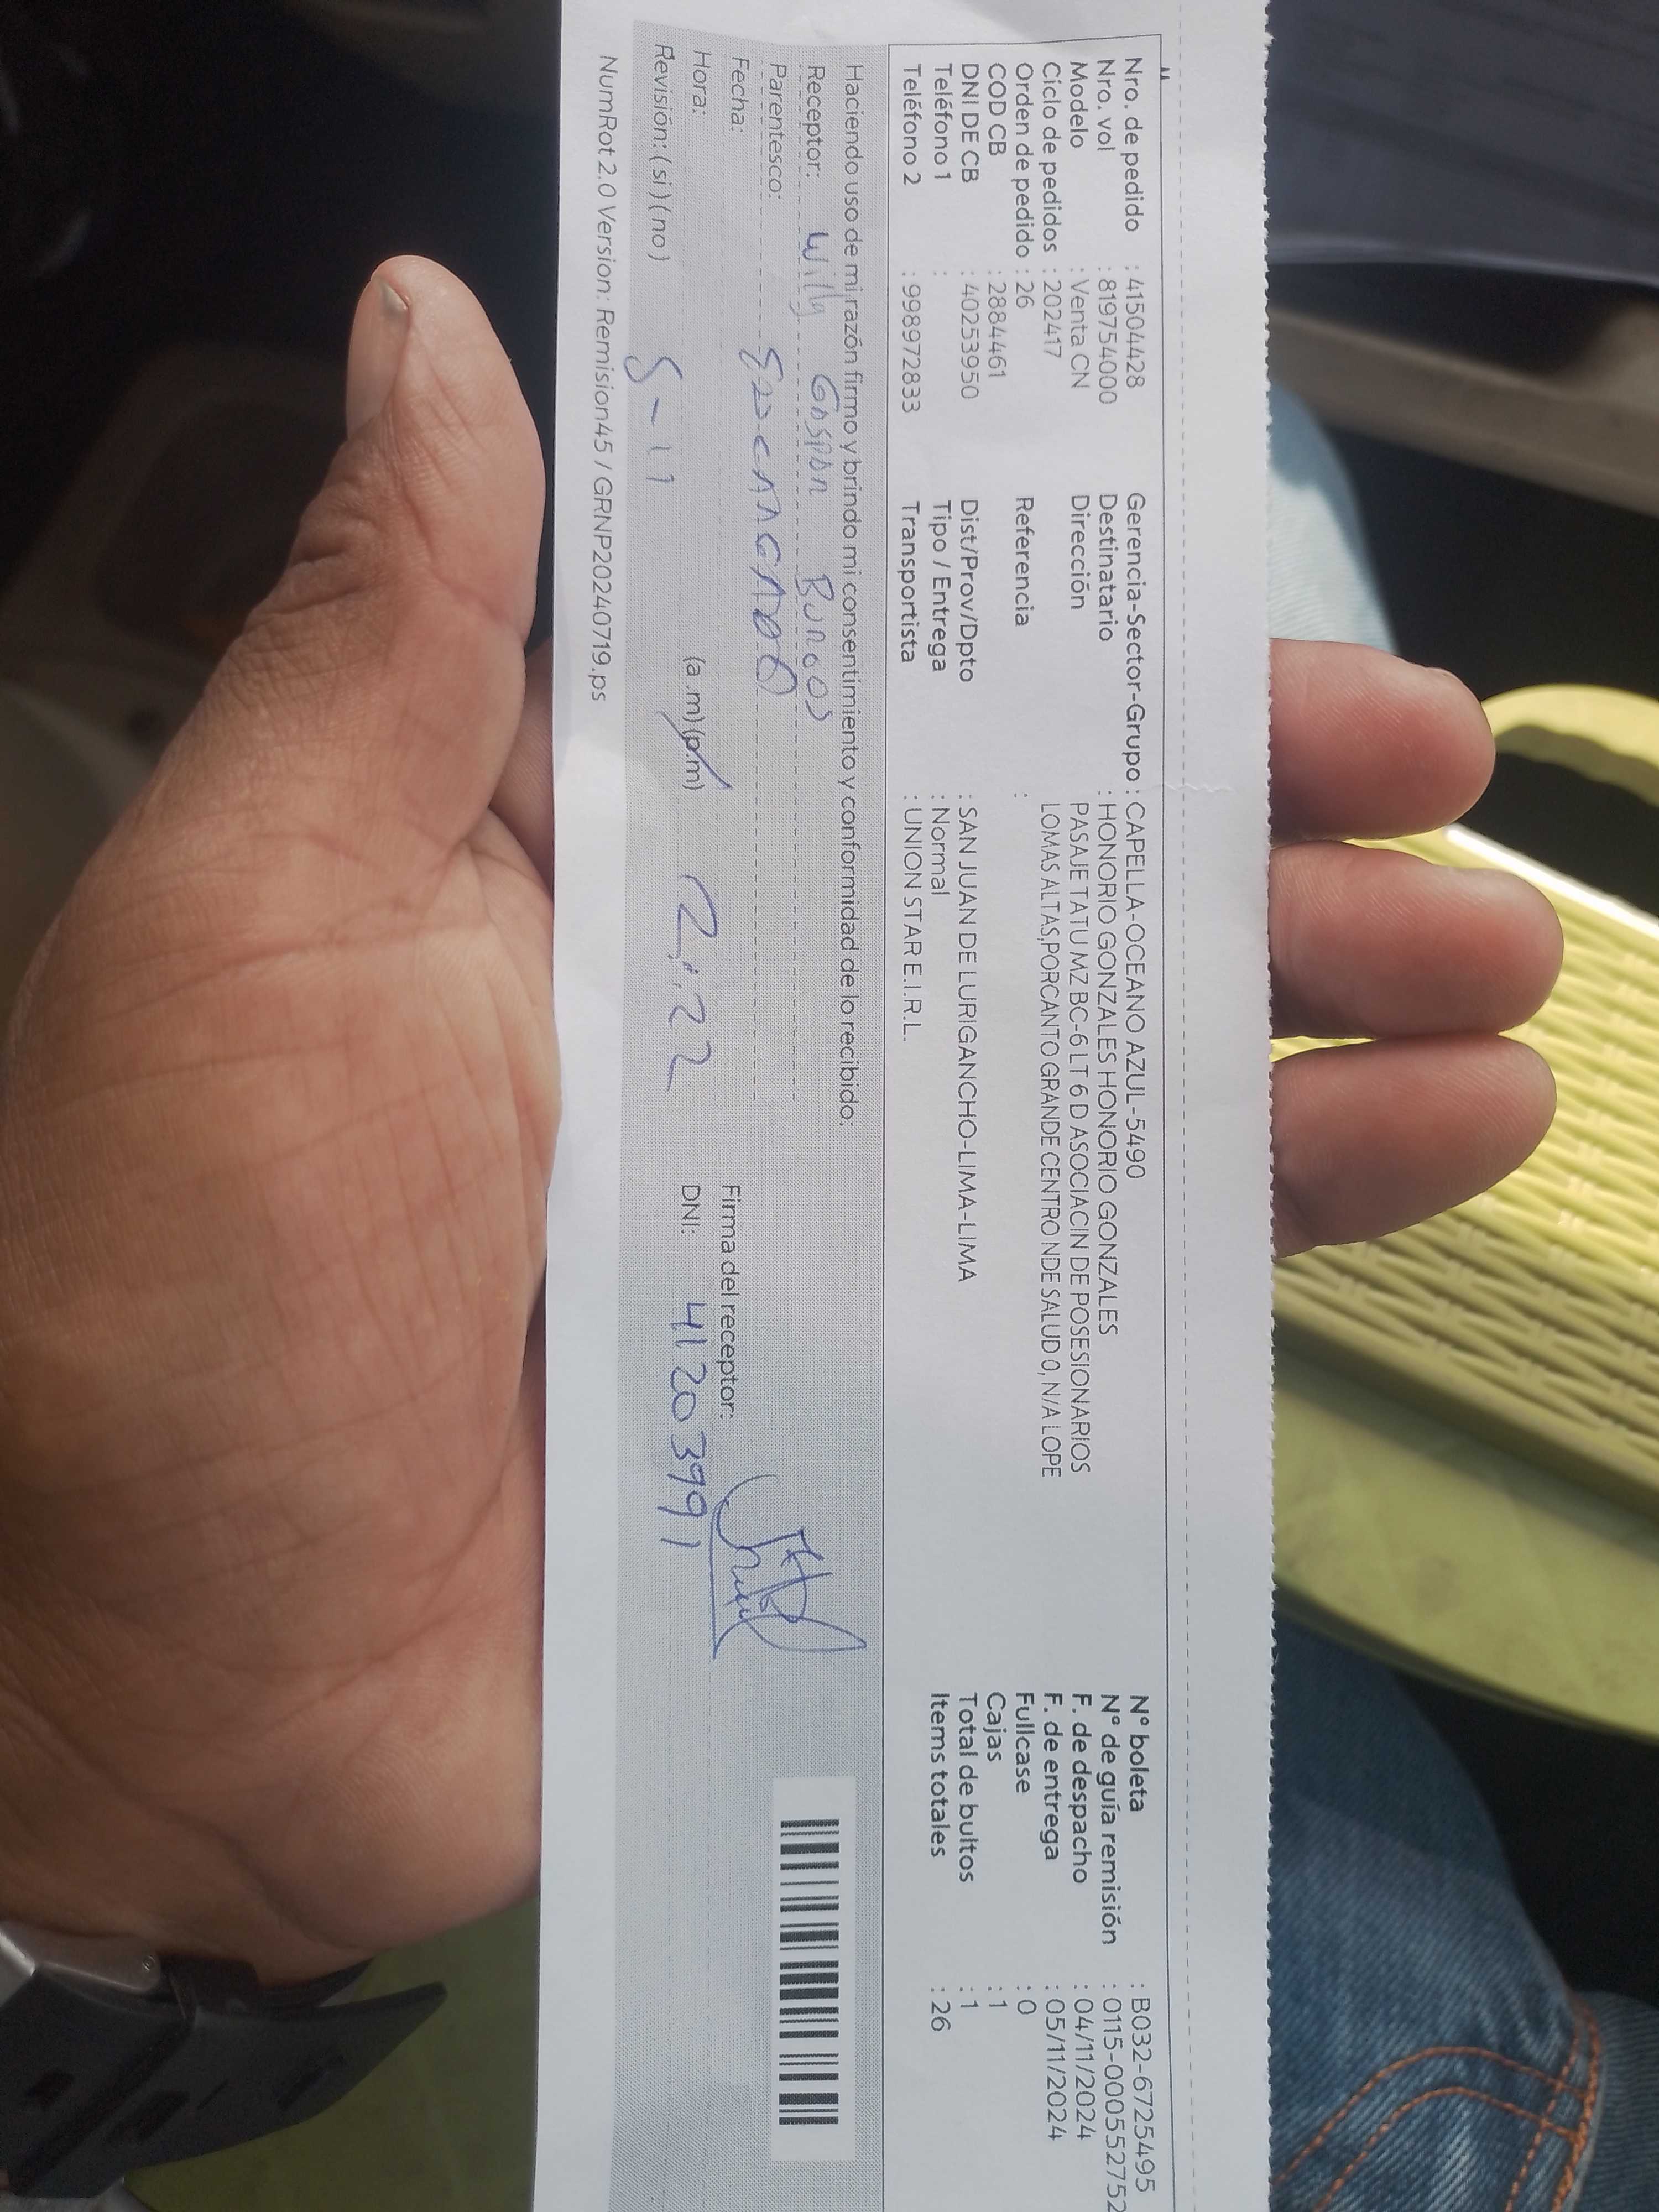 Nro. de pedido : 41504428
Nro. vol : 819754000
Modelo : Venta CN
Ciclo de pedidos : 202417
Orden de pedido : 26
COD CB : 2884461
DNI DE CB : 40253950
Teléfono 1 :
Teléfono 2 : 998972833
Gerencia-Sector-Grupo : CAPELLA-OCEANO AZUL-5490
Destinatario : HONORIO GONZALES HONORIO GONZALES
Dirección PASAJE TATU MZ BC-6 LT 6 D ASOCIACIN DE POSESIONARIOS
LOMAS ALTAS,PORCANTO GRANDE CENTRO NDE SALUD 0, N/A LOPE
Referencia :
Dist/Prov/Dpto : SAN JUAN DE LURIGANCHO-LIMA-LIMA
Tipo / Entrega : Normal
Transportista : UNION STAR E.I.R.L.
Nº boleta : B032-6725495
Nº de guía remisión : 0115-000552752
F. de despacho : 04/11/2024
F. de entrega : 05/11/2024
Fullcase : 0
Cajas : 1
Total de bultos : 1
Items totales : 26
Haciendo uso de mi razón firmo y brindo mi consentimiento y conformidad de lo recibido:
Receptor: Willy Gaspar Burgos
Parentesco:
Fecha: 5-11
Hora: (a.m)(p.m) 2:22
Revisión: (si)(no)
Firma del receptor:
DNI: 41203991
NumRot 2.0 Version: Remision45 / GRNP20240719.ps